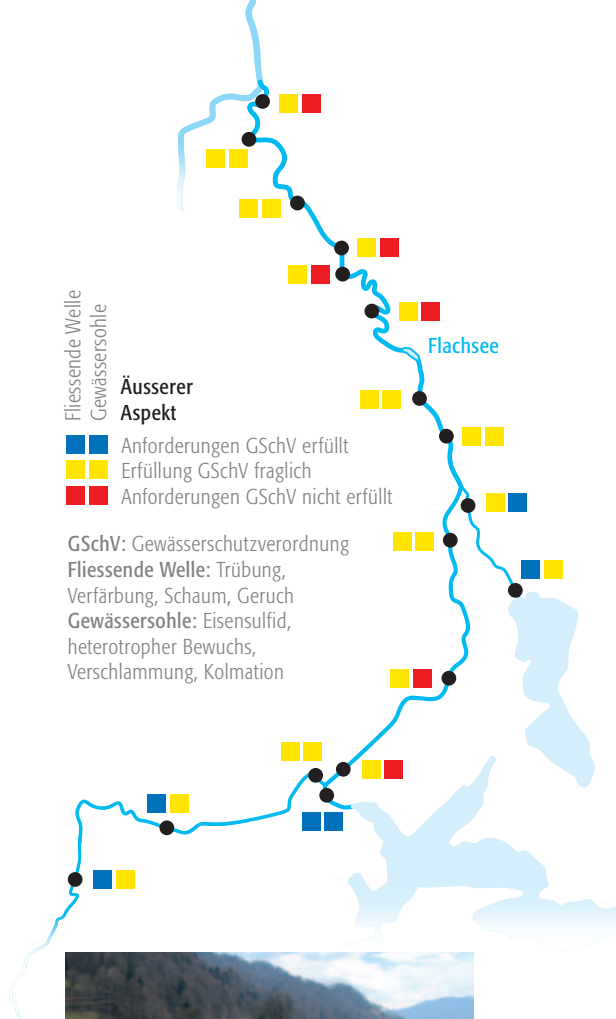 Flachsee
Fliessende Welle
Gewässersohle
Äusserer
Aspekt
Anforderungen GSchV erfüllt
Erfüllung GSchV fraglich
Anforderungen GSchV nicht erfüllt
GSchV: Gewässerschutzverordnung
Fliessende Welle: Trübung,
Verfärbung, Schaum, Geruch
Gewässersohle: Eisensulfid,
heterotropher Bewuchs,
Verschlammung, Kolmation